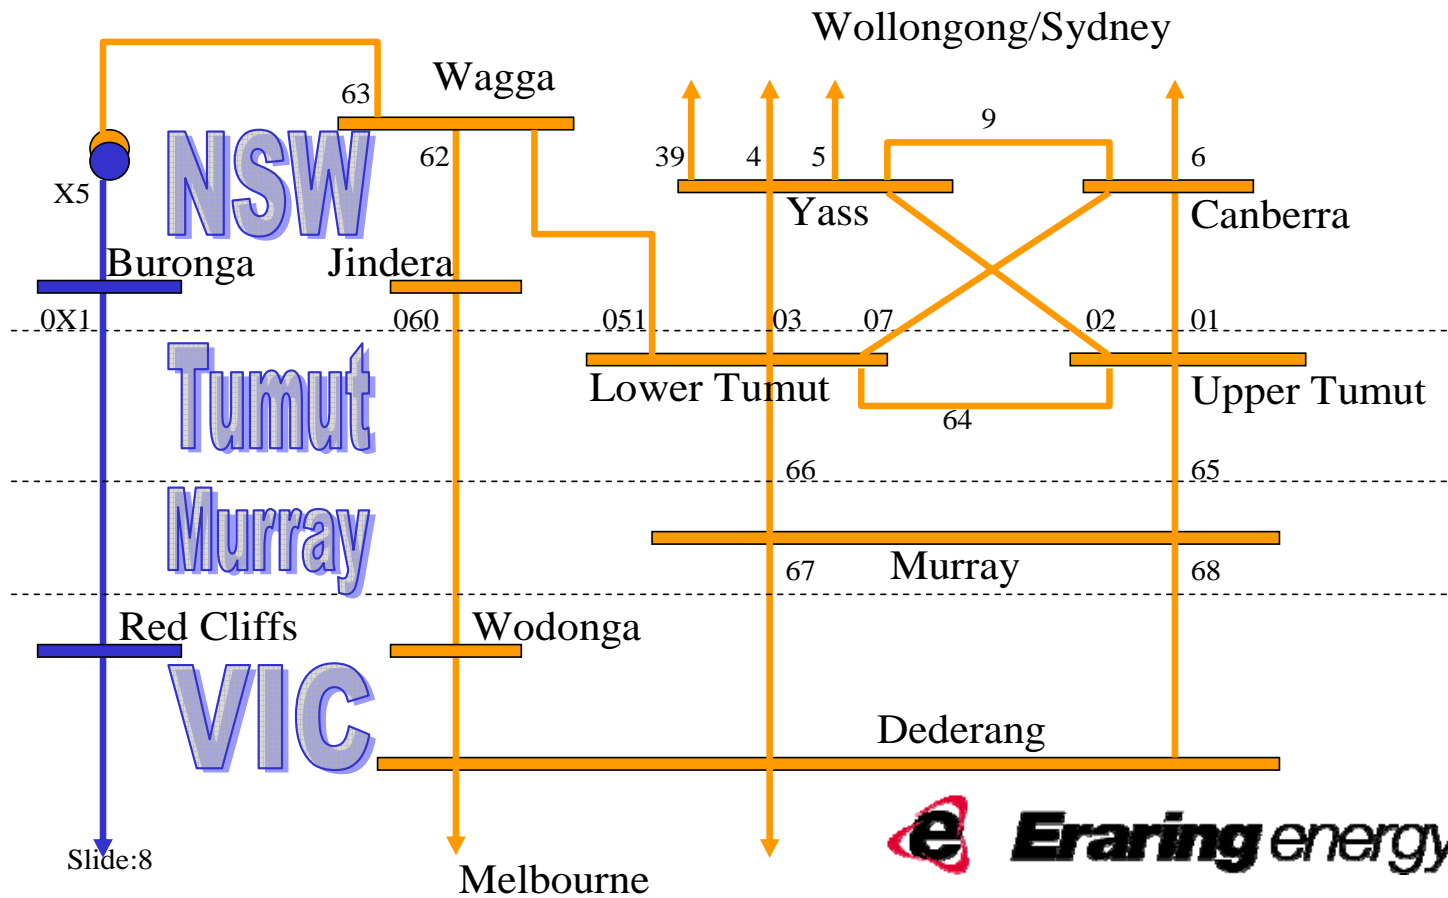 Wollongong/Sydney
Wagga
63
NSW
62
39
4
5
9
6
X5
Yass
Canberra
Buronga
Jindera
0X1
060
051
03
07
02
01
Tumut
Lower Tumut
Upper Tumut
64
66
65
Murray
Murray
67
68
Red Cliffs
Wodonga
VIC
Dederang
e Eraring energy
Slide:8
Melbourne